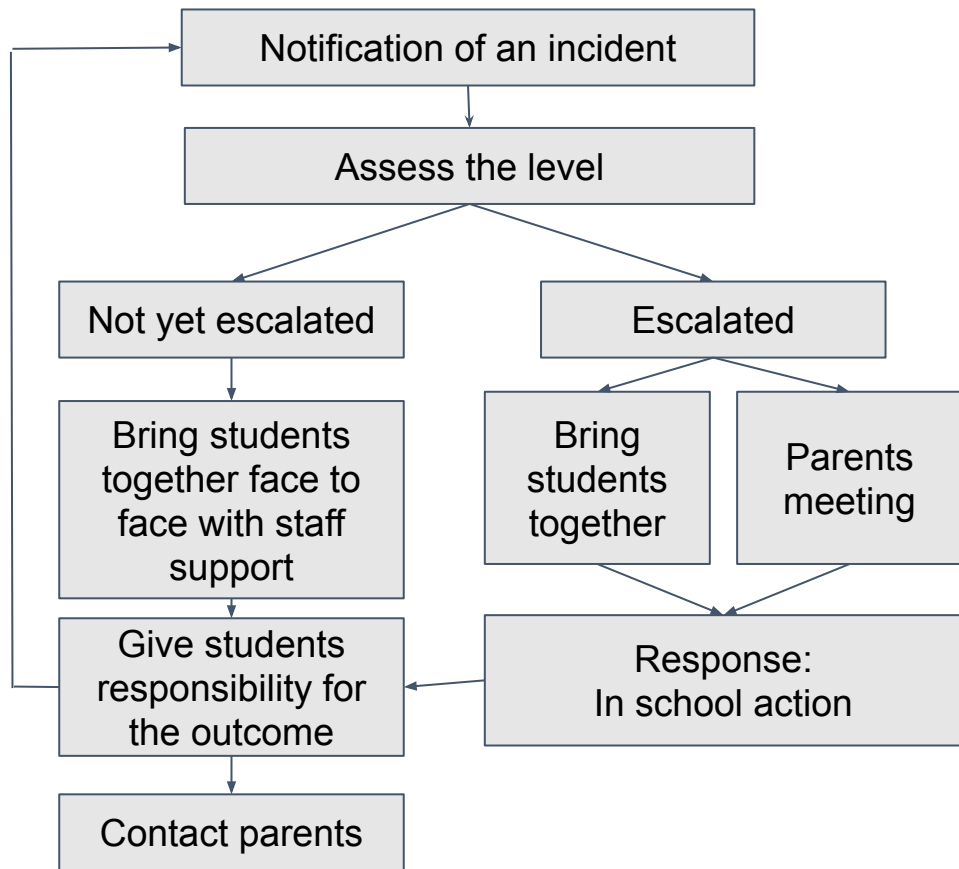 Notification of an incident
Assess the level
Not yet escalated
Escalated
Bring students
together face to
face with staff
support
Bring
students
together
Parents
meeting
Give students
responsibility for
the outcome
Response:
In school action
Contact parents